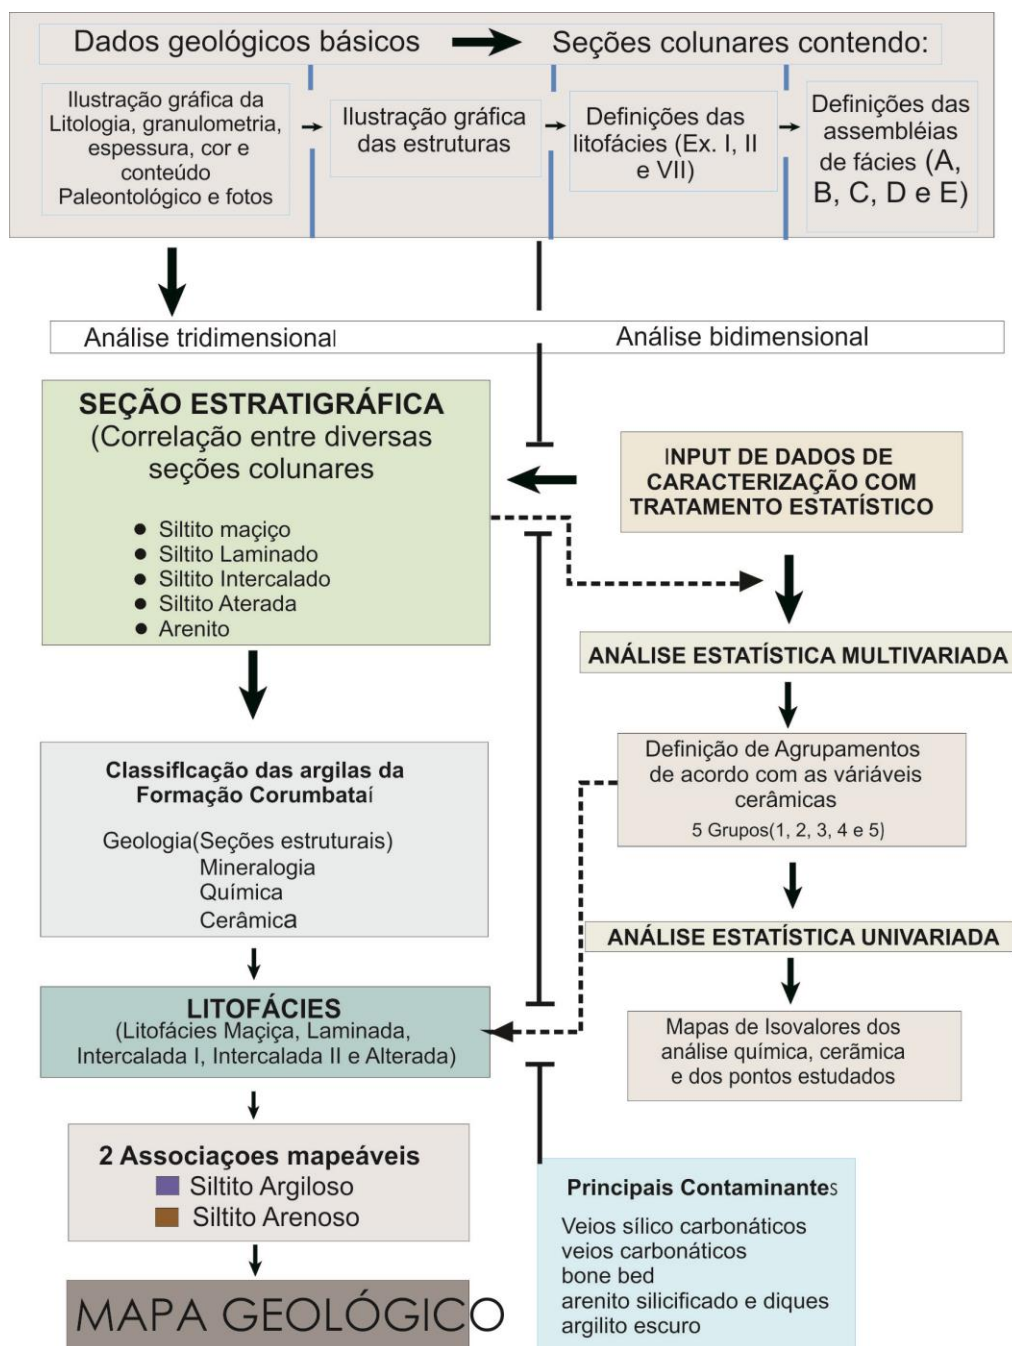 Dados geológicos básicos
Seções colunares contendo:
Ilustração gráfica da
Litologia, granulometria,
espessura, cor e
conteúdo
Paleontológico e fotos
Ilustração gráfica
das estruturas
Definições das
litofácies (Ex. I, II
e VII)
Definições das
assembléias
de fácies (A,
B, C, D e E)
Análise tridimensional
Análise bidimensional
SEÇÃO ESTRATIGRÁFICA
(Correlação entre diversas
seções colunares
● Siltito maçiço
● Siltito Laminado
● Siltito Intercalado
● Siltito Aterada
● Arenito
INPUT DE DADOS DE
CARACTERIZAÇÃO COM
TRATAMENTO ESTATÍSTICO
ANÁLISE ESTATÍSTICA MULTIVARIADA
Definição de Agrupamentos
de acordo com as váriáveis
cerâmicas
5 Grupos(1, 2, 3, 4 e 5)
ANÁLISE ESTATÍSTICA UNIVARIADA
Mapas de Isovalores dos
análise química, cerãmica
e dos pontos estudados
Classificação das argilas da
Formação Corumbataí
Geologia(Seções estruturais)
Mineralogia
Química
Cerâmica
LITOFÁCIES
(Litofácies Maçiça, Laminada,
Intercalada I, Intercalada II e Alterada)
2 Associaçoes mapeáveis
Siltito Argiloso
Siltito Arenoso
MAPA GEOLÓGICO
Principais Contaminantes
Veios sílico carbonáticos
veios carbonáticos
bone bed
arenito silicificado e diques
argilito escuro